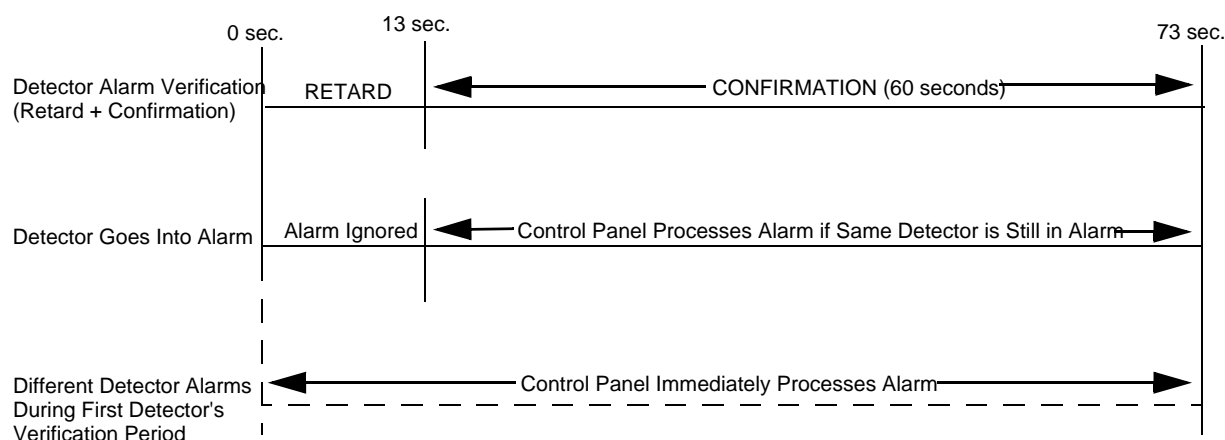 0 sec.
13 sec.
73 sec.
Detector Alarm Verification
(Retard + Confirmation)
RETARD
CONFIRMATION (60 seconds)
Detector Goes Into Alarm
Alarm Ignored
Control Panel Processes Alarm if Same Detector is Still in Alarm
Different Detector Alarms
During First Detector's
Verification Period
Control Panel Immediately Processes Alarm